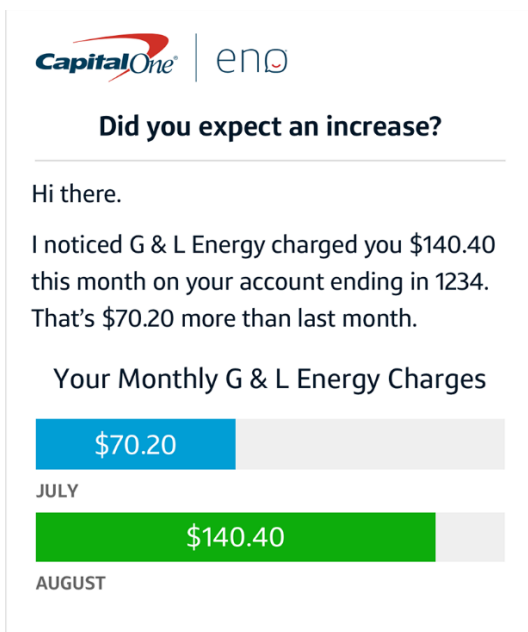 CapitalOne | eno
Did you expect an increase?
Hi there.
I noticed G & L Energy charged you $140.40
this month on your account ending in 1234.
That’s $70.20 more than last month.
Your Monthly G & L Energy Charges
$70.20
JULY
$140.40
AUGUST